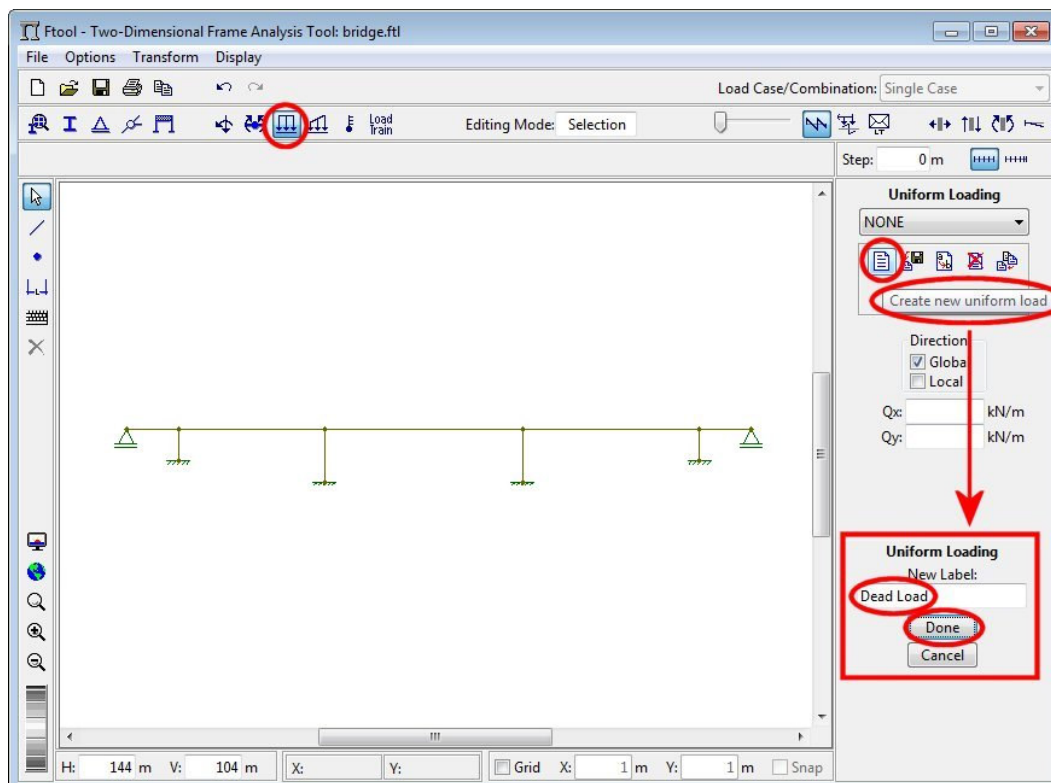 Ftool - Two-Dimensional Frame Analysis Tool: bridge.ftl
File Options Transform Display
Load Case/Combination: Single Case
Load Train
Editing Mode: Selection
Step: 0 m
Uniform Loading
NONE
Create new uniform load
Direction
Global
Local
Qx: kN/m
Qy: kN/m
Uniform Loading
New Label:
Dead Load
Done
Cancel
H: 144 m V: 104 m X: Y: Grid X: 1 m Y: 1 m Snap